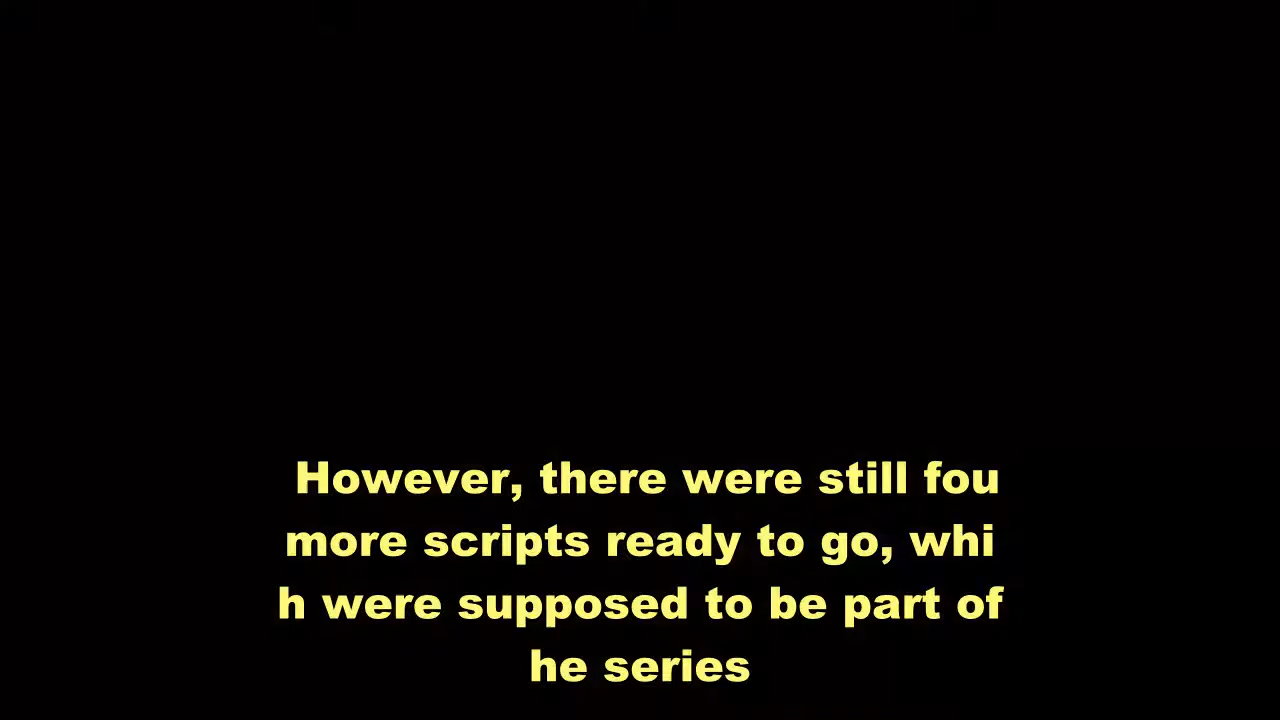 However, there were still fou
more scripts ready to go, whi
h were supposed to be part of
he series